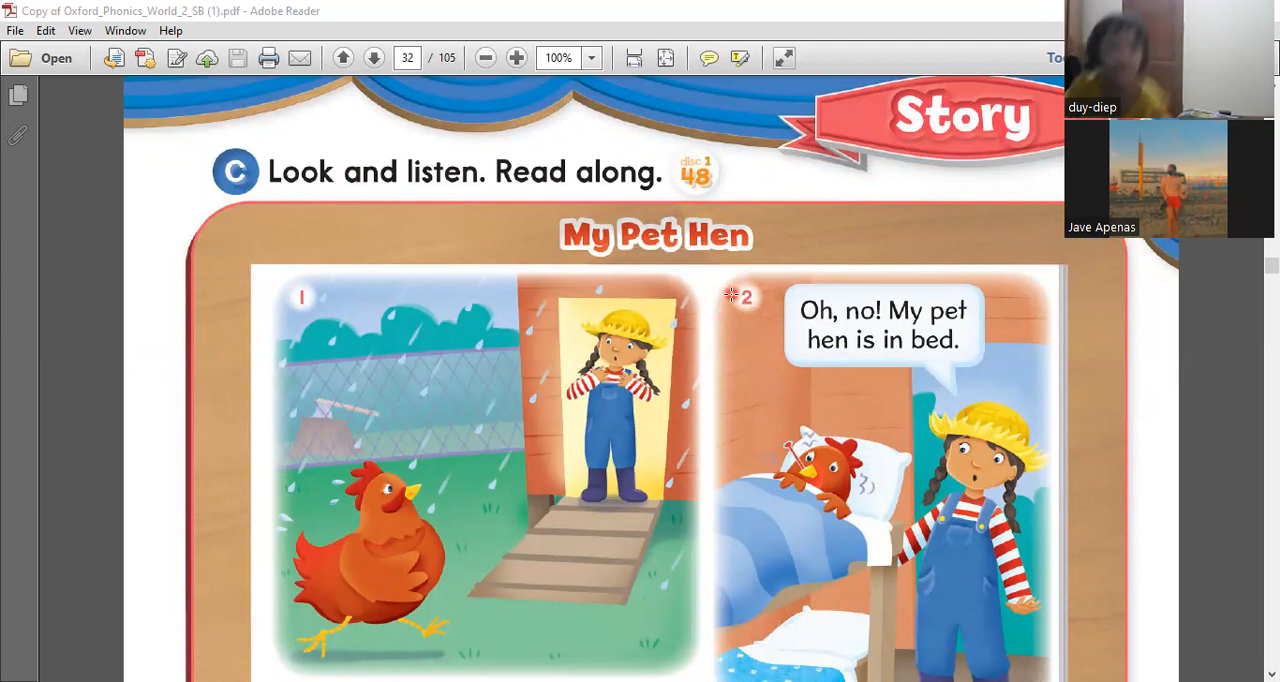 Copy of Oxford_Phonics_World_2_SB (1).pdf - Adobe Reader
File Edit View Window Help
Open 32 / 105 100% To
duy-diep
Jave Apenas
Story
C Look and listen. Read along. disc 1 48
My Pet Hen
1
2
Oh, no! My pet
hen is in bed.